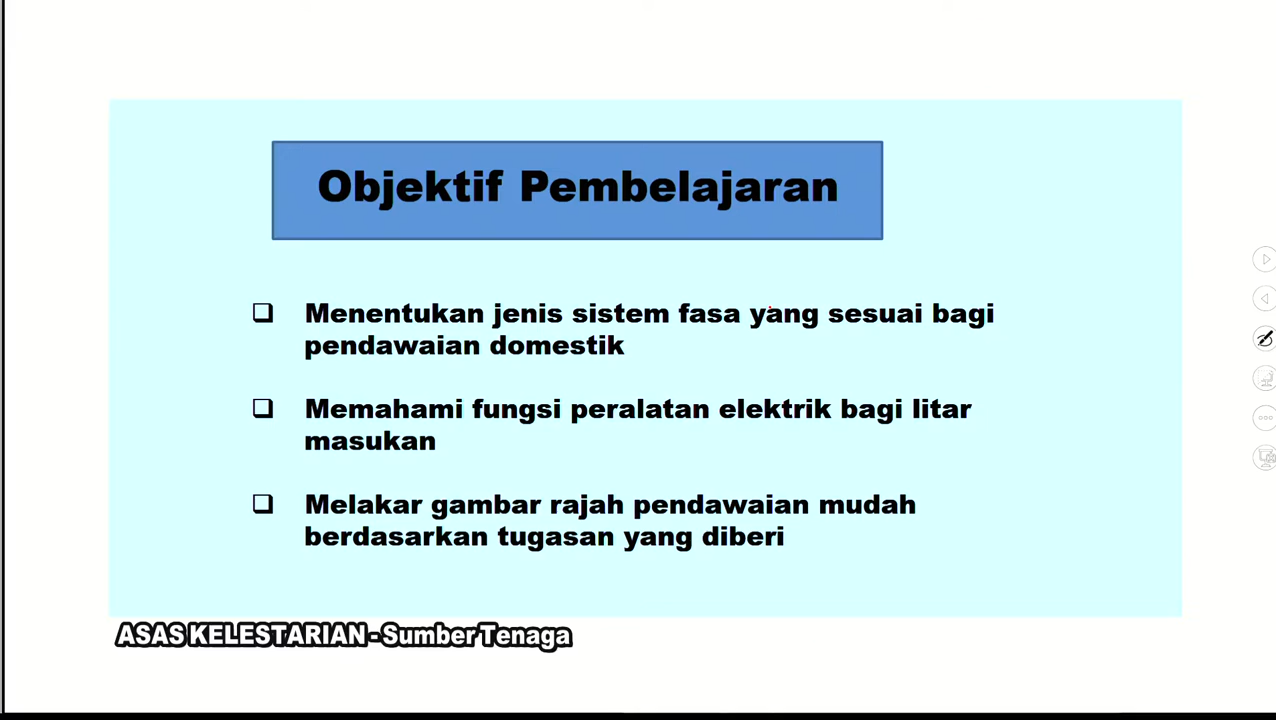 Objektif Pembelajaran
❑ Menentukan jenis sistem fasa yang sesuai bagi
pendawaian domestik
❑ Memahami fungsi peralatan elektrik bagi litar
masukan
❑ Melakar gambar rajah pendawaian mudah
berdasarkan tugasan yang diberi
ASAS KELESTARIAN - Sumber Tenaga